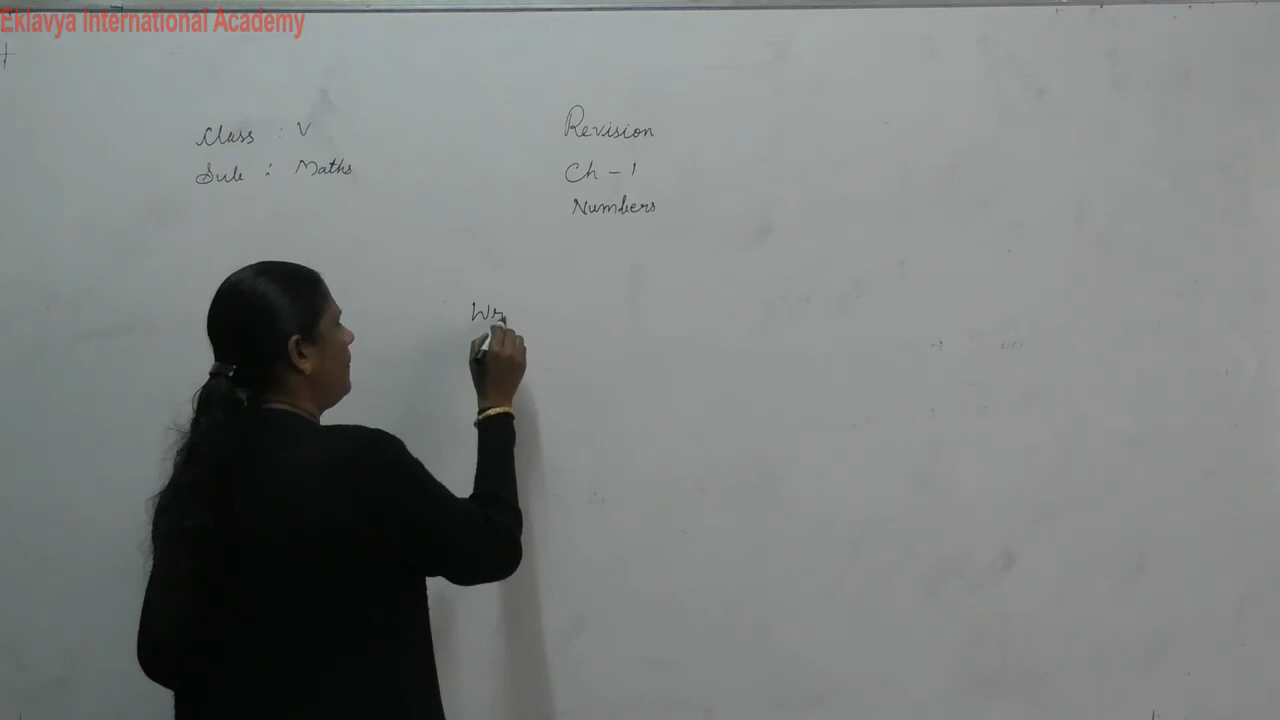 Eklavya International Academy
Class : V
Sub : Maths
Revision
Ch - 1
Numbers
Wr